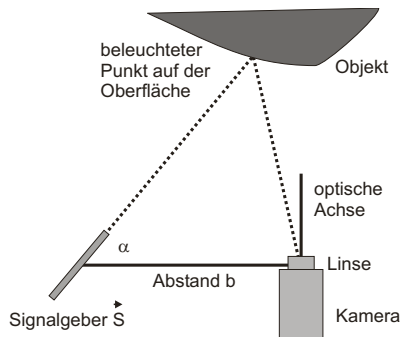 beleuchteter
Punkt auf der
Oberfläche
Objekt
optische
Achse
α
Linse
Abstand b
Signalgeber S
Kamera